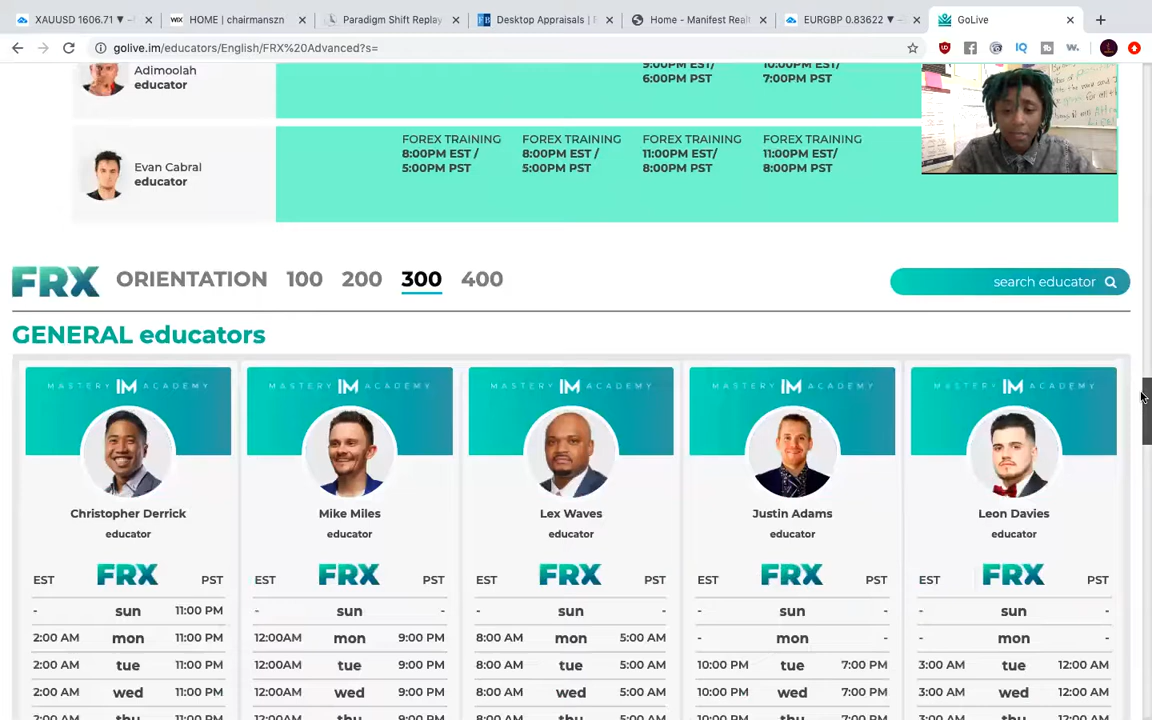 XAUUSD 1606.71 ▼
HOME | chairmanszn
Paradigm Shift Replay
Desktop Appraisals |
Home - Manifest Real
EURGBP 0.83622 ▼
GoLive
golive.im/educators/English/FRX%20Advanced?s=
IQ
W.
Adimoolah
educator
9:00PM EST/
6:00PM PST
10:00PM EST/
7:00PM PST
Evan Cabral
educator
FOREX TRAINING
8:00PM EST /
5:00PM PST
FOREX TRAINING
8:00PM EST /
5:00PM PST
FOREX TRAINING
11:00PM EST/
8:00PM PST
FOREX TRAINING
11:00PM EST/
8:00PM PST
FRX ORIENTATION 100 200 300 400
search educator
GENERAL educators
MASTERY IM ACADEMY
MASTERY IM ACADEMY
MASTERY IM ACADEMY
MASTERY IM ACADEMY
MASTERY IM ACADEMY
Christopher Derrick
educator
Mike Miles
educator
Lex Waves
educator
Justin Adams
educator
Leon Davies
educator
EST FRX PST EST FRX PST EST FRX PST EST FRX PST EST FRX PST
- sun 11:00 PM - sun - - sun - - sun - - sun -
2:00 AM mon 11:00 PM 12:00AM mon 9:00 PM 8:00 AM mon 5:00 AM - mon - - mon -
2:00 AM tue 11:00 PM 12:00AM tue 9:00 PM 8:00 AM tue 5:00 AM 10:00 PM tue 7:00 PM 3:00 AM tue 12:00 AM
2:00 AM wed 11:00 PM 12:00AM wed 9:00 PM 8:00 AM wed 5:00 AM 10:00 PM wed 7:00 PM 3:00 AM wed 12:00 AM